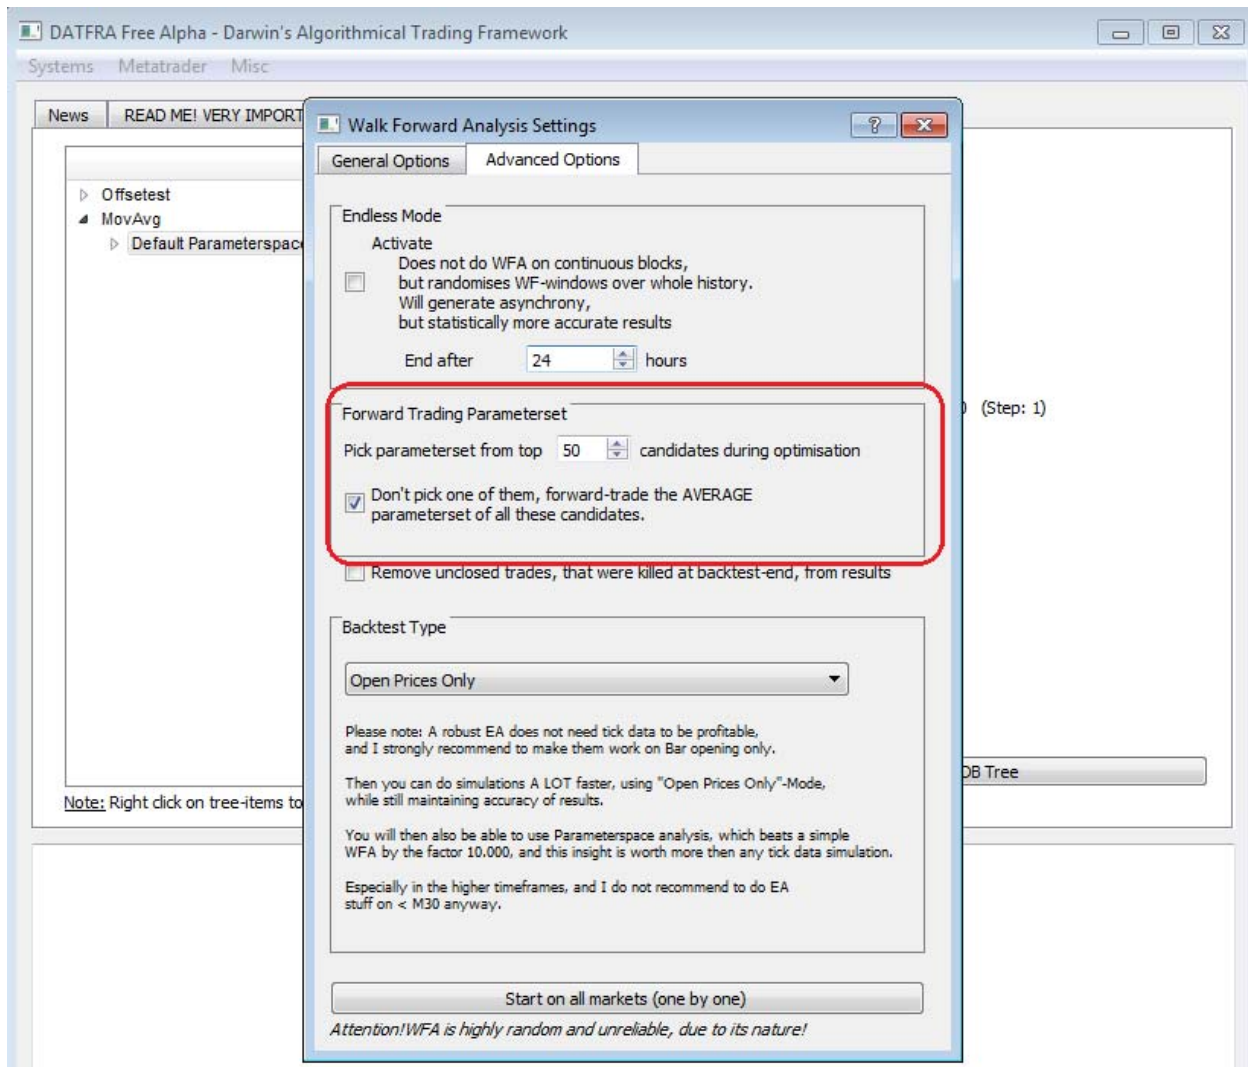 DATFRA Free Alpha - Darwin's Algorithmical Trading Framework
Systems Metatrader Misc
News READ ME! VERY IMPORT
Walk Forward Analysis Settings
General Options Advanced Options
Offsetest
MovAvg
Default Parameterspac
Endless Mode
Activate
Does not do WFA on continuous blocks,
but randomises WF-windows over whole history.
Will generate asynchrony,
but statistically more accurate results
End after 24 hours
Forward Trading Parameterset
(Step: 1)
Pick parameterset from top 50 candidates during optimisation
Don't pick one of them, forward-trade the AVERAGE
parameterset of all these candidates.
Remove unclosed trades, that were killed at backtest-end, from results
Backtest Type
Open Prices Only
Please note: A robust EA does not need tick data to be profitable,
and I strongly recommend to make them work on Bar opening only.
Then you can do simulations A LOT faster, using "Open Prices Only"-Mode,
while still maintaining accuracy of results.
DB Tree
Note: Right click on tree-items to
You will then also be able to use Parameterspace analysis, which beats a simple
WFA by the factor 10.000, and this insight is worth more then any tick data simulation.
Especially in the higher timeframes, and I do not recommend to do EA
stuff on < M30 anyway.
Start on all markets (one by one)
Attention!WFA is highly random and unreliable, due to its nature!